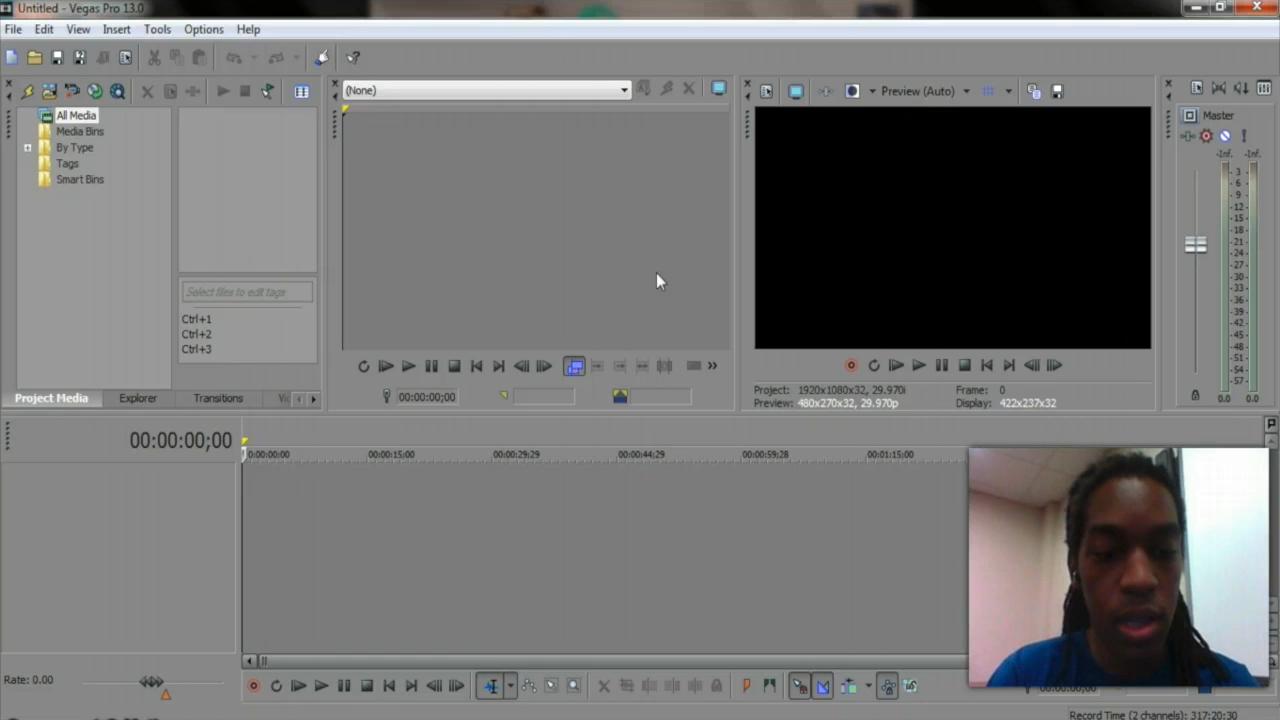 Untitled - Vegas Pro 13.0
File Edit View Insert Tools Options Help
(None)
Preview (Auto)
All Media
Media Bins
By Type
Tags
Smart Bins
Select files to edit tags
Ctrl+1
Ctrl+2
Ctrl+3
Project Media Explorer Transitions
00:00:00;00
Project: 1920x1080x32, 29.970i Frame: 0
Preview: 480x270x32, 29.970p Display: 422x237x32
Master
-Inf. -Inf.
3
6
9
12
15
18
21
24
27
30
33
36
39
42
45
48
51
54
57
0.0 0.0
00:00:00;00
0:00:00:00 00:00:15;00 00:00:29;29 00:00:44;29 00:00:59;28 00:01:15;00
Rate: 0.00
00:00:00;00
Record Time (2 channels): 317:20:30